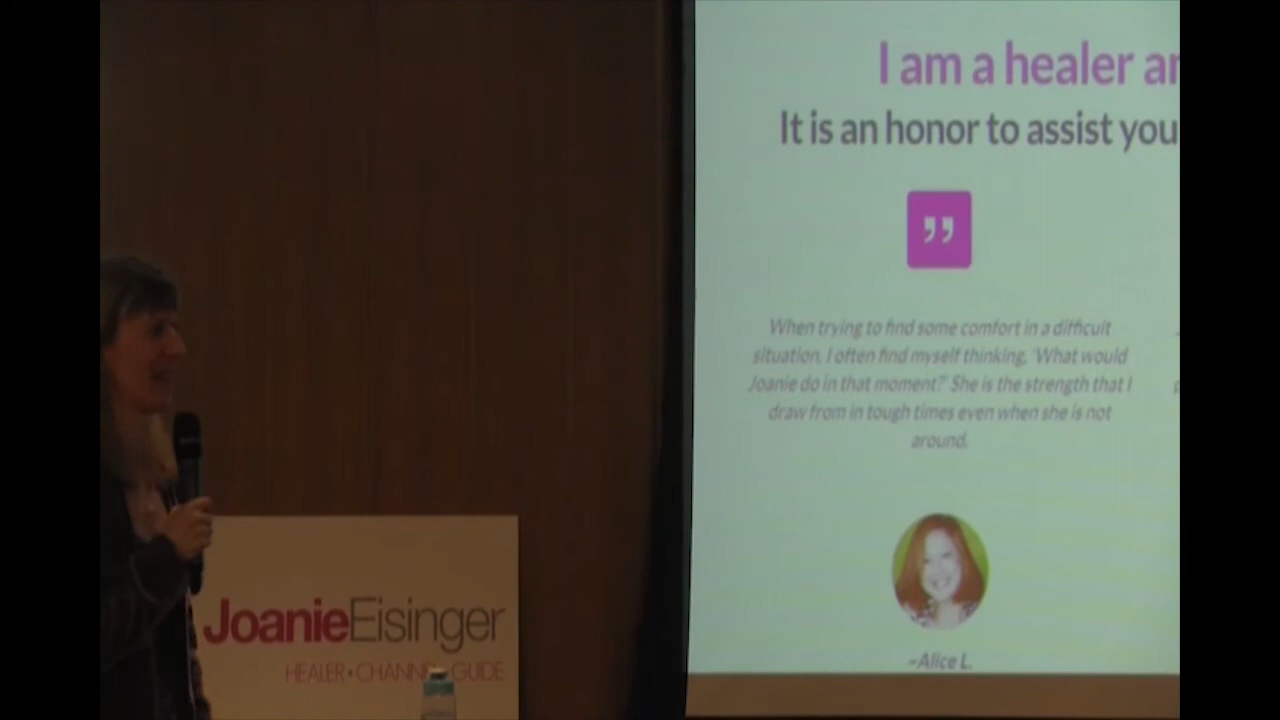 I am a healer
It is an honor to assist you
”
When trying to find some comfort in a difficult
situation, I often find myself thinking, 'What would
Joanie do in that moment?' She is the strength that I
draw from in tough times even when she is not
around.
~Alice L.
JoanieEisinger
HEALER • CHANNEL • GUIDE